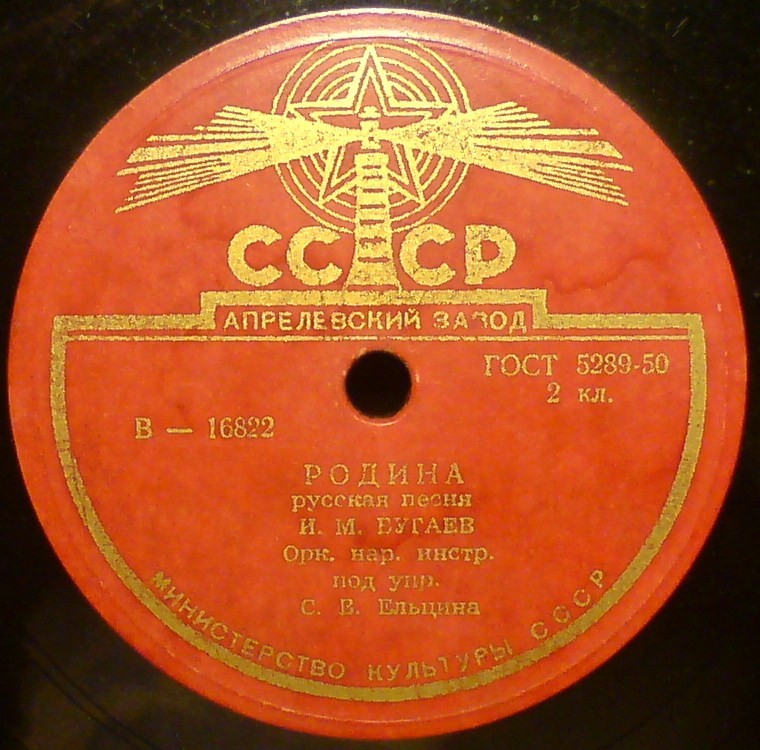 СССР
АПРЕЛЕВСКИЙ ЗАВОД
ГОСТ 5289-50
2 кл.
В — 16822
РОДИНА
русская песня
И. М. БУГАЕВ
Орк. нар. инстр.
под упр.
С. В. Ельцина
МИНИСТЕРСТВО КУЛЬТУРЫ СССР